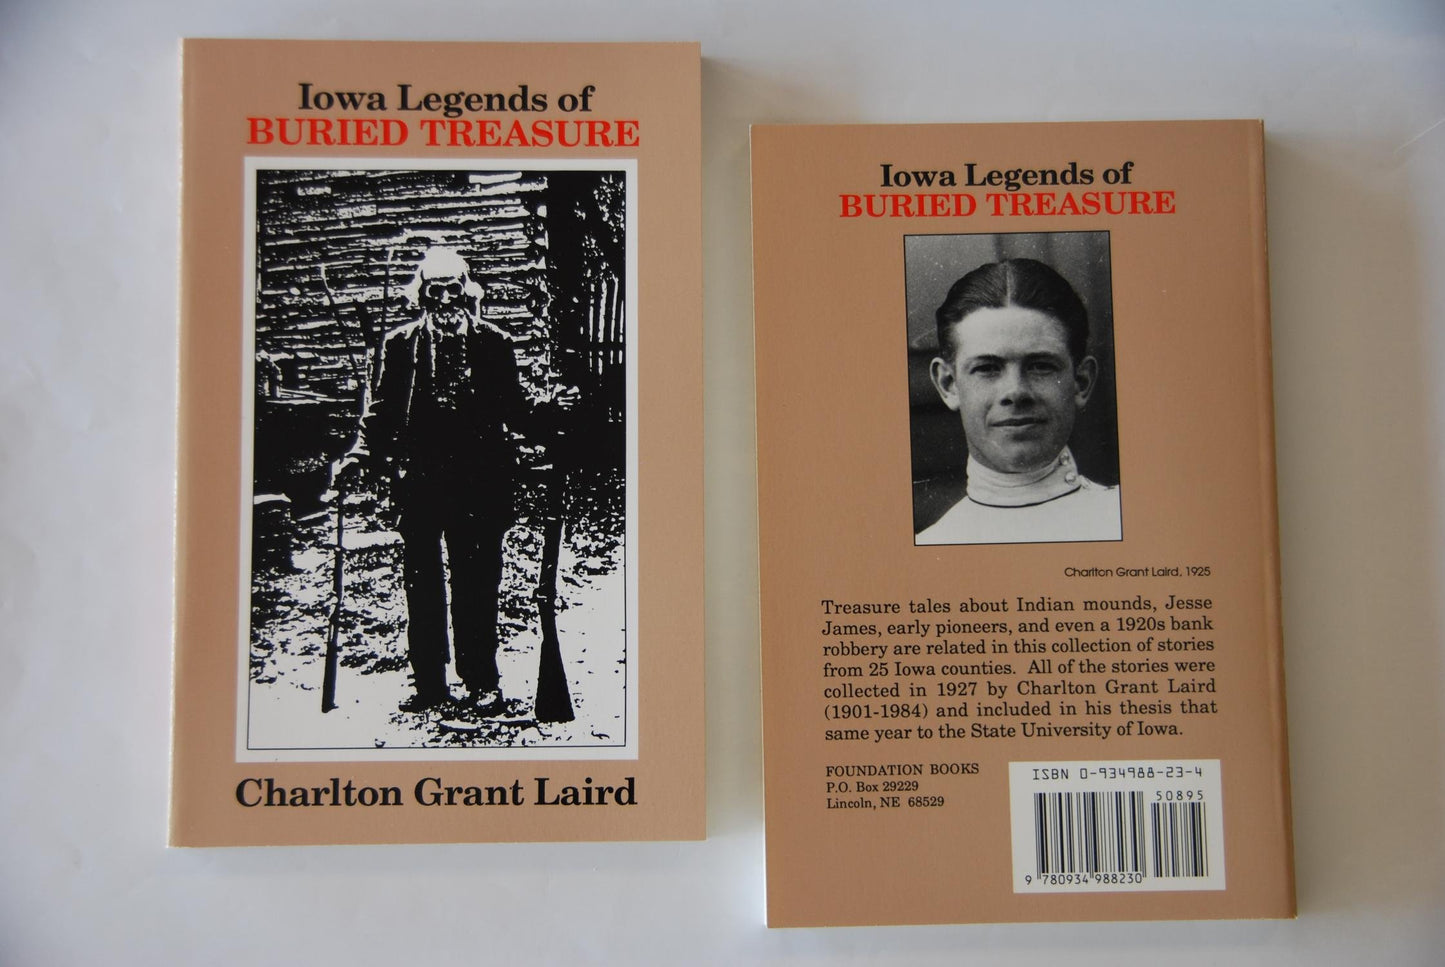 Iowa Legends of
BURIED TREASURE
Charlton Grant Laird
Iowa Legends of
BURIED TREASURE
Charlton Grant Laird, 1925
Treasure tales about Indian mounds, Jesse
James, early pioneers, and even a 1920s bank
robbery are related in this collection of stories
from 25 Iowa counties. All of the stories were
collected in 1927 by Charlton Grant Laird
(1901-1984) and included in his thesis that
same year to the State University of Iowa.
FOUNDATION BOOKS
P.O. Box 29229
Lincoln, NE 68529
ISBN 0-934988-23-4
50895
9 780934 988230